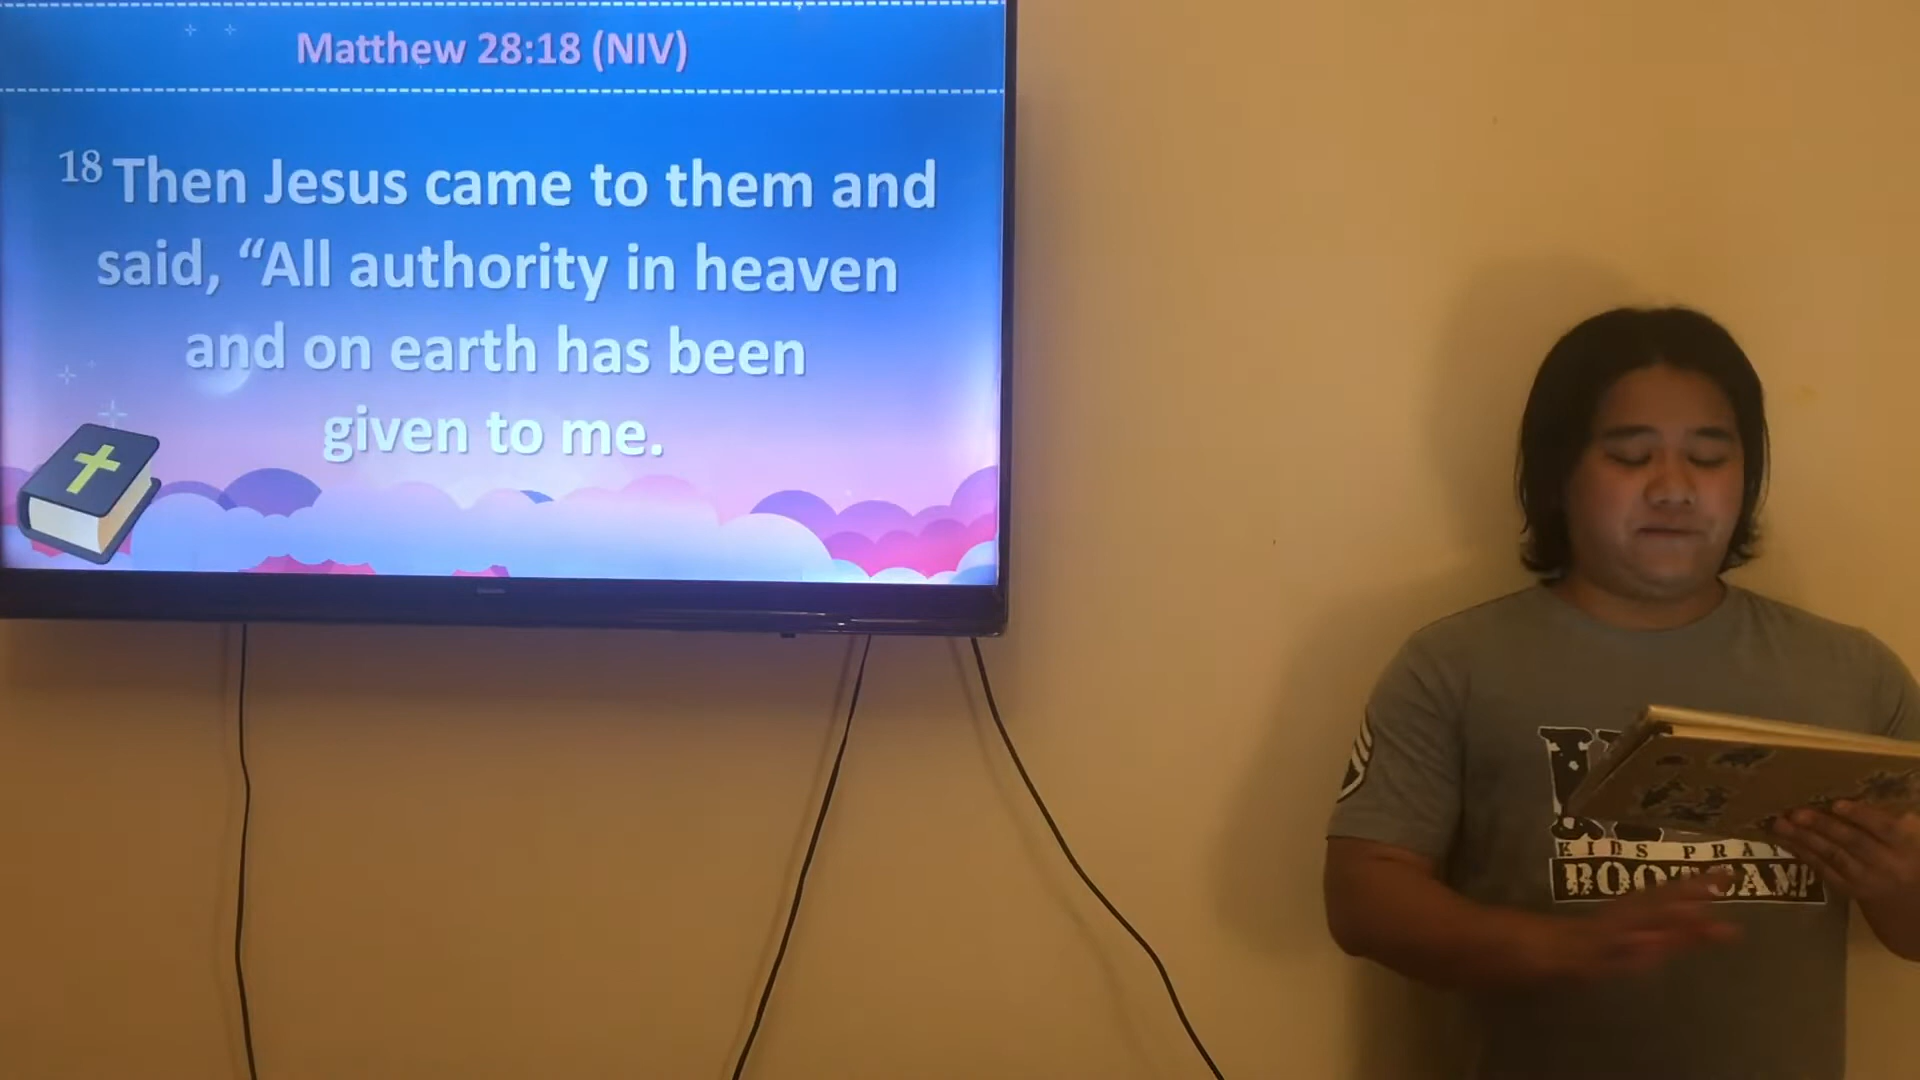 Matthew 28:18 (NIV)
18 Then Jesus came to them and
said, “All authority in heaven
and on earth has been
given to me.
KIDS
BOOTCAMP